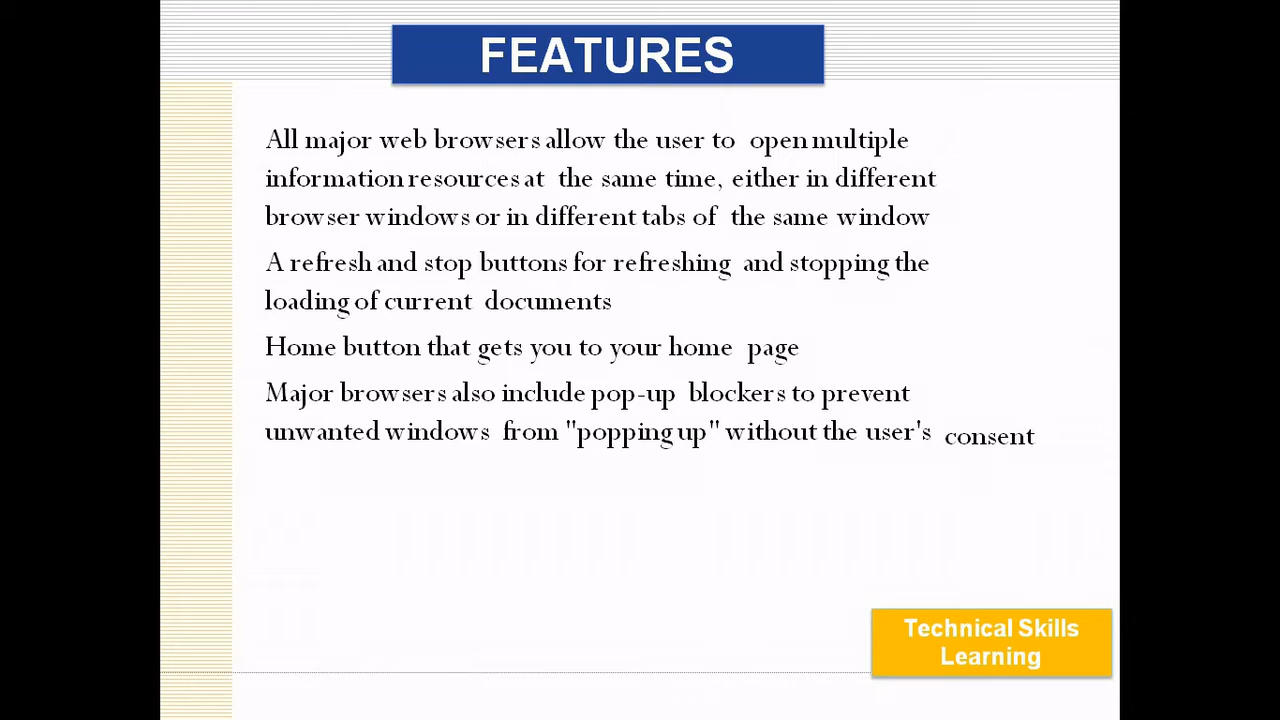 FEATURES
All major web browsers allow the user to open multiple
information resources at the same time, either in different
browser windows or in different tabs of the same window
A refresh and stop buttons for refreshing and stopping the
loading of current documents
Home button that gets you to your home page
Major browsers also include pop-up blockers to prevent
unwanted windows from "popping up" without the user's consent
Technical Skills
Learning